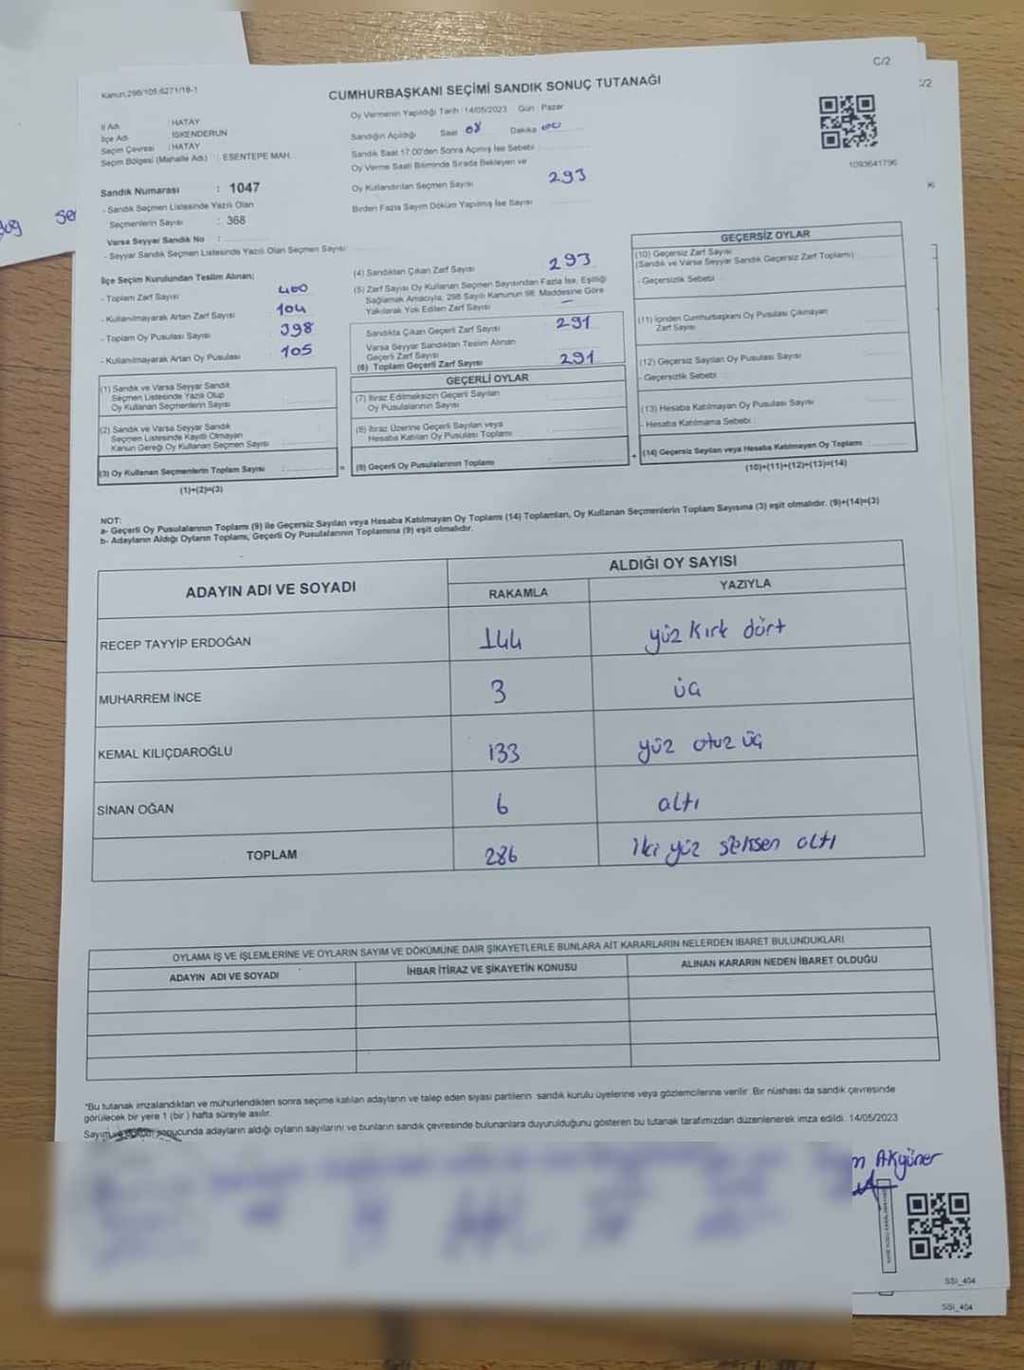 C/2
/2
Kanun,298/109,6271/18-1
CUMHURBAŞKANI SEÇİMİ SANDIK SONUÇ TUTANAĞI
İl Adı : HATAY
İlçe Adı : İSKENDERUN
Seçim Çevresi : HATAY
Seçim Bölgesi (Mahalle Adı) : ESENTEPE MAH.
Oy Vermenin Yapıldığı Tarih : 14/05/2023 Gün : Pazar
Sandığın Açıldığı Saat 08 Dakika 00
Sandık Saat 17:00'den Sonra Açılmış İse Sebebi :
Oy Verme Saati Bitiminde Sırada Bekleyen ve
Oy Kullandırılan Seçmen Sayısı 293
Birden Fazla Sayım Döküm Yapılmış İse Sayısı
1093641796
Sandık Numarası : 1047
- Sandık Seçmen Listesinde Yazılı Olan
Seçmenlerin Sayısı : 368
Varsa Seyyar Sandık No :
- Seyyar Sandık Seçmen Listesinde Yazılı Olan Seçmen Sayısı:
İlçe Seçim Kurulundan Teslim Alınan;
- Toplam Zarf Sayısı 400
- Kullanılmayarak Artan Zarf Sayısı 104
- Toplam Oy Pusulası Sayısı 398
- Kullanılmayarak Artan Oy Pusulası 105
(4) Sandıktan Çıkan Zarf Sayısı 293
(5) Zarf Sayısı Oy Kullanan Seçmen Sayısından Fazla İse, Eşitliği
Sağlamak Amacıyla, 298 Sayılı Kanunun 98. Maddesine Göre
Yakılarak Yok Edilen Zarf Sayısı —
Sandıkta Çıkan Geçerli Zarf Sayısı 291
Varsa Seyyar Sandıktan Teslim Alınan
Geçerli Zarf Sayısı
(6) Toplam Geçerli Zarf Sayısı 291
GEÇERSİZ OYLAR
(10) Geçersiz Zarf Sayısı
(Sandık ve Varsa Seyyar Sandık Geçersiz Zarf Toplamı)
- Geçersizlik Sebebi :
(11) İçinden Cumhurbaşkanı Oy Pusulası Çıkmayan
Zarf Sayısı
(12) Geçersiz Sayılan Oy Pusulası Sayısı
- Geçersizlik Sebebi :
(13) Hesaba Katılmayan Oy Pusulası Sayısı
- Hesaba Katılmama Sebebi :
(14) Geçersiz Sayılan veya Hesaba Katılmayan Oy Toplamı
(10)+(11)+(12)+(13)=(14)
(1) Sandık ve Varsa Seyyar Sandık
Seçmen Listesinde Yazılı Olup
Oy Kullanan Seçmenlerin Sayısı
(2) Sandık ve Varsa Seyyar Sandık
Seçmen Listesinde Kayıtlı Olmayan
Kanun Gereği Oy Kullanan Seçmen Sayısı
(3) Oy Kullanan Seçmenlerin Toplam Sayısı :
(1)+(2)=(3)
=
GEÇERLİ OYLAR
(7) İtiraz Edilmeksizin Geçerli Sayılan
Oy Pusulalarının Sayısı
(8) İtiraz Üzerine Geçerli Sayılan veya
Hesaba Katılan Oy Pusulası Toplamı
(9) Geçerli Oy Pusulalarının Toplamı
+
NOT:
a- Geçerli Oy Pusulalarının Toplamı (9) ile Geçersiz Sayılan veya Hesaba Katılmayan Oy Toplamı (14) Toplamları, Oy Kullanan Seçmenlerin Toplam Sayısına (3) eşit olmalıdır. (9)+(14)=(3)
b- Adayların Aldığı Oyların Toplamı, Geçerli Oy Pusulalarının Toplamına (9) eşit olmalıdır.
ADAYIN ADI VE SOYADI
ALDIĞI OY SAYISI
RAKAMLA YAZIYLA
RECEP TAYYİP ERDOĞAN 144 yüz kırk dört
MUHARREM İNCE 3 üç
KEMAL KILIÇDAROĞLU 133 yüz otuz üç
SİNAN OĞAN 6 altı
TOPLAM 286 iki yüz seksen altı
OYLAMA İŞ VE İŞLEMLERİNE VE OYLARIN SAYIM VE DÖKÜMÜNE DAİR ŞİKAYETLERLE BUNLARA AİT KARARLARIN NELERDEN İBARET BULUNDUKLARI
ADAYIN ADI VE SOYADI İHBAR İTİRAZ VE ŞİKAYETİN KONUSU ALINAN KARARIN NEDEN İBARET OLDUĞU
"Bu tutanak imzalandıktan ve mühürlendikten sonra seçime katılan adayların ve talep eden siyasi partilerin sandık kurulu üyelerine veya gözlemcilerine verilir. Bir nüshası da sandık çevresinde
görülecek bir yere 1 (bir ) hafta süreyle asılır.
Sayım ve döküm sonucunda adayların aldığı oyların sayılarını ve bunların sandık çevresinde bulunanlara duyurulduğunu gösteren bu tutanak tarafımızdan düzenlenerek imza edildi. 14/05/2023
m Akgüner
SSI_404
SSI_404